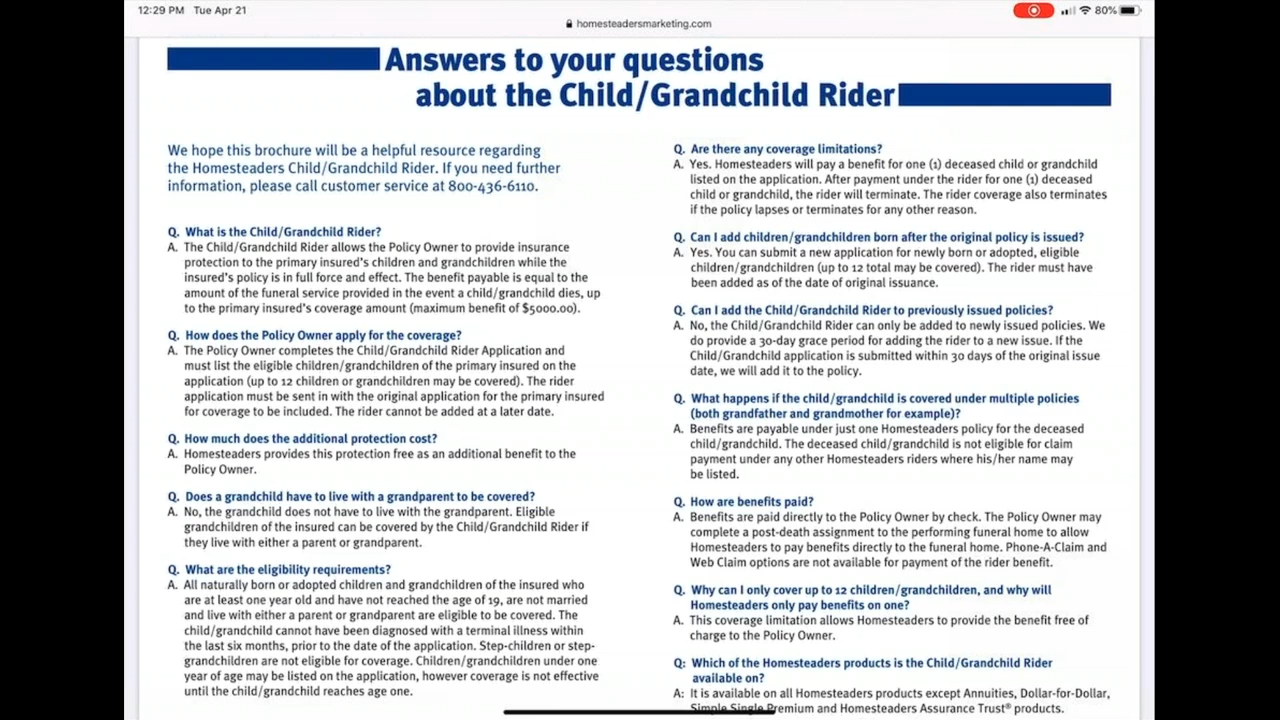 12:29 PM Tue Apr 21
80%
homesteadersmarketing.com
Answers to your questions
about the Child/Grandchild Rider
We hope this brochure will be a helpful resource regarding
the Homesteaders Child/Grandchild Rider. If you need further
information, please call customer service at 800-436-6110.
Q. What is the Child/Grandchild Rider?
A. The Child/Grandchild Rider allows the Policy Owner to provide insurance
protection to the primary insured's children and grandchildren while the
insured's policy is in full force and effect. The benefit payable is equal to the
amount of the funeral service provided in the event a child/grandchild dies, up
to the primary insured's coverage amount (maximum benefit of $5000.00).
Q. How does the Policy Owner apply for the coverage?
A. The Policy Owner completes the Child/Grandchild Rider Application and
must list the eligible children/grandchildren of the primary insured on the
application (up to 12 children or grandchildren may be covered). The rider
application must be sent in with the original application for the primary insured
for coverage to be included. The rider cannot be added at a later date.
Q. How much does the additional protection cost?
A. Homesteaders provides this protection free as an additional benefit to the
Policy Owner.
Q. Does a grandchild have to live with a grandparent to be covered?
A. No, the grandchild does not have to live with the grandparent. Eligible
grandchildren of the insured can be covered by the Child/Grandchild Rider if
they live with either a parent or grandparent.
Q. What are the eligibility requirements?
A. All naturally born or adopted children and grandchildren of the insured who
are at least one year old and have not reached the age of 19, are not married
and live with either a parent or grandparent are eligible to be covered. The
child/grandchild cannot have been diagnosed with a terminal illness within
the last six months, prior to the date of the application. Step-children or step-
grandchildren are not eligible for coverage. Children/grandchildren under one
year of age may be listed on the application, however coverage is not effective
until the child/grandchild reaches age one.
Q. Are there any coverage limitations?
A. Yes. Homesteaders will pay a benefit for one (1) deceased child or grandchild
listed on the application. After payment under the rider for one (1) deceased
child or grandchild, the rider will terminate. The rider coverage also terminates
if the policy lapses or terminates for any other reason.
Q. Can I add children/grandchildren born after the original policy is issued?
A. Yes. You can submit a new application for newly born or adopted, eligible
children/grandchildren (up to 12 total may be covered). The rider must have
been added as of the date of original issuance.
Q. Can I add the Child/Grandchild Rider to previously issued policies?
A. No, the Child/Grandchild Rider can only be added to newly issued policies. We
do provide a 30-day grace period for adding the rider to a new issue. If the
Child/Grandchild application is submitted within 30 days of the original issue
date, we will add it to the policy.
Q. What happens if the child/grandchild is covered under multiple policies
(both grandfather and grandmother for example)?
A. Benefits are payable under just one Homesteaders policy for the deceased
child/grandchild. The deceased child/grandchild is not eligible for claim
payment under any other Homesteaders riders where his/her name may
be listed.
Q. How are benefits paid?
A. Benefits are paid directly to the Policy Owner by check. The Policy Owner may
complete a post-death assignment to the performing funeral home to allow
Homesteaders to pay benefits directly to the funeral home. Phone-A-Claim and
Web Claim options are not available for payment of the rider benefit.
Q. Why can I only cover up to 12 children/grandchildren, and why will
Homesteaders only pay benefits on one?
A. This coverage limitation allows Homesteaders to provide the benefit free of
charge to the Policy Owner.
Q: Which of the Homesteaders products is the Child/Grandchild Rider
available on?
A: It is available on all Homesteaders products except Annuities, Dollar-for-Dollar,
Simple Single Premium and Homesteaders Assurance Trust® products.